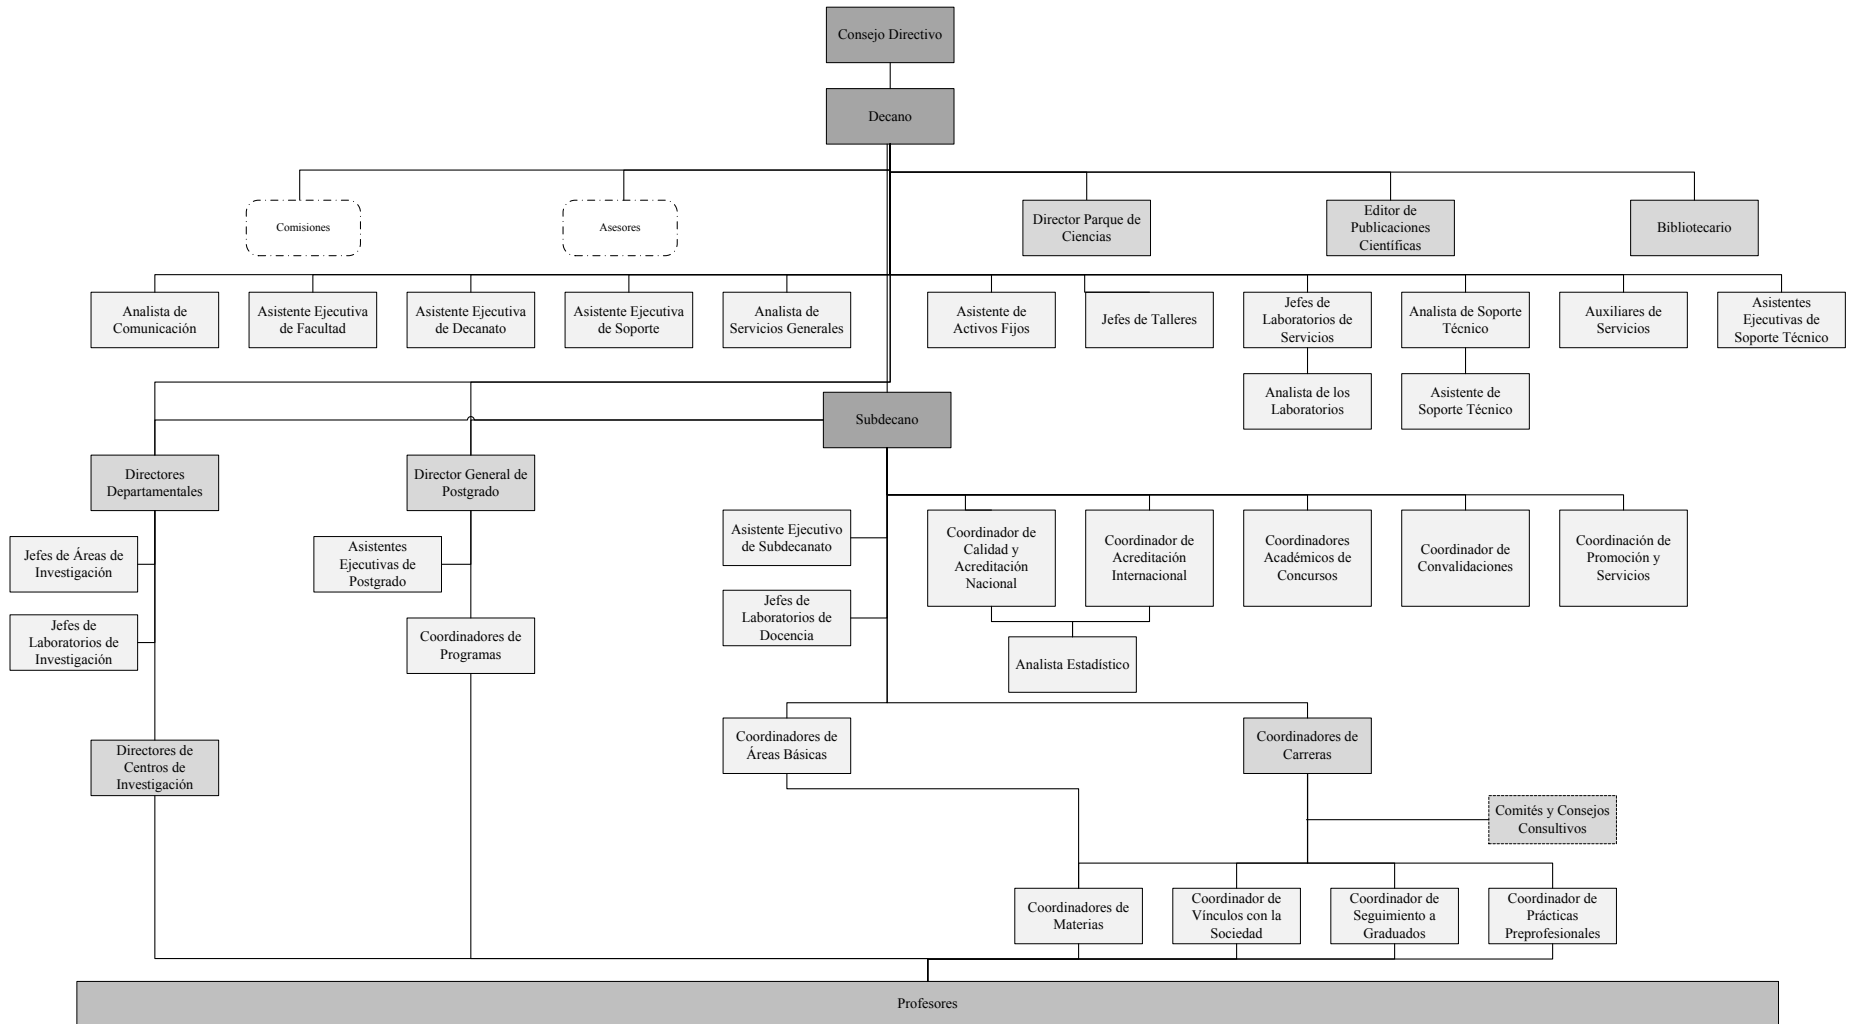 Consejo Directivo
Decano
Comisiones
Asesores
Director Parque de
Ciencias
Editor de
Publicaciones
Científicas
Bibliotecario
Analista de
Comunicación
Asistente Ejecutiva
de Facultad
Asistente Ejecutiva
de Decanato
Asistente Ejecutiva
de Soporte
Analista de
Servicios Generales
Asistente de
Activos Fijos
Jefes de Talleres
Jefes de
Laboratorios de
Servicios
Analista de Soporte
Técnico
Auxiliares de
Servicios
Asistentes
Ejecutivas de
Soporte Técnico
Analista de los
Laboratorios
Asistente de
Soporte Técnico
Subdecano
Directores
Departamentales
Director General de
Postgrado
Jefes de Áreas de
Investigación
Asistentes
Ejecutivas de
Postgrado
Asistente Ejecutivo
de Subdecanato
Coordinador de
Calidad y
Acreditación
Nacional
Coordinador de
Acreditación
Internacional
Coordinadores
Académicos de
Concursos
Coordinador de
Convalidaciones
Coordinación de
Promoción y
Servicios
Jefes de
Laboratorios de
Investigación
Coordinadores de
Programas
Jefes de
Laboratorios de
Docencia
Analista Estadístico
Directores de
Centros de
Investigación
Coordinadores de
Áreas Básicas
Coordinadores de
Carreras
Comités y Consejos
Consultivos
Coordinadores de
Materias
Coordinador de
Vínculos con la
Sociedad
Coordinador de
Seguimiento a
Graduados
Coordinador de
Prácticas
Preprofesionales
Profesores